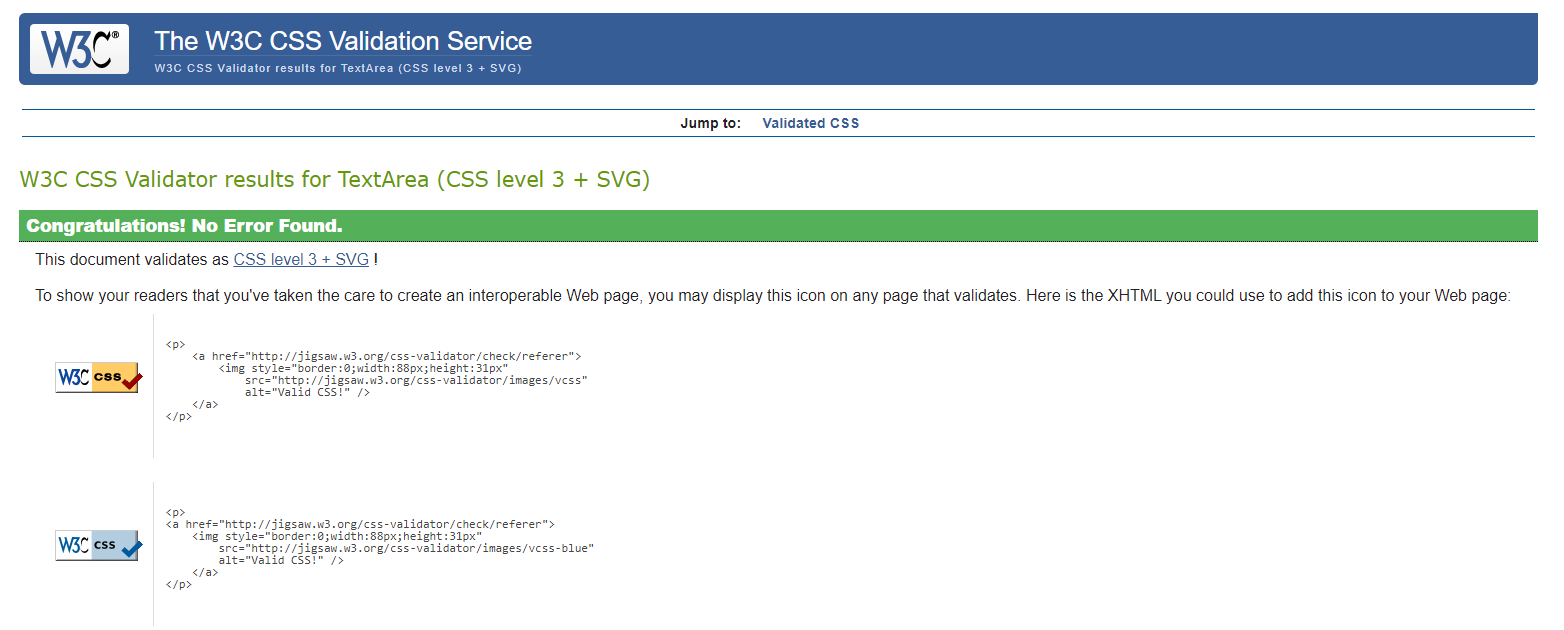 W3C®
The W3C CSS Validation Service
W3C CSS Validator results for TextArea (CSS level 3 + SVG)
Jump to: Validated CSS
W3C CSS Validator results for TextArea (CSS level 3 + SVG)
Congratulations! No Error Found.
This document validates as CSS level 3 + SVG !
To show your readers that you've taken the care to create an interoperable Web page, you may display this icon on any page that validates. Here is the XHTML you could use to add this icon to your Web page:
W3C css
<p>
    <a href="http://jigsaw.w3.org/css-validator/check/referer">
        <img style="border:0;width:88px;height:31px"
            src="http://jigsaw.w3.org/css-validator/images/vcss"
            alt="Valid CSS!" />
    </a>
</p>
W3C css
<p>
<a href="http://jigsaw.w3.org/css-validator/check/referer">
    <img style="border:0;width:88px;height:31px"
        src="http://jigsaw.w3.org/css-validator/images/vcss-blue"
        alt="Valid CSS!" />
    </a>
</p>